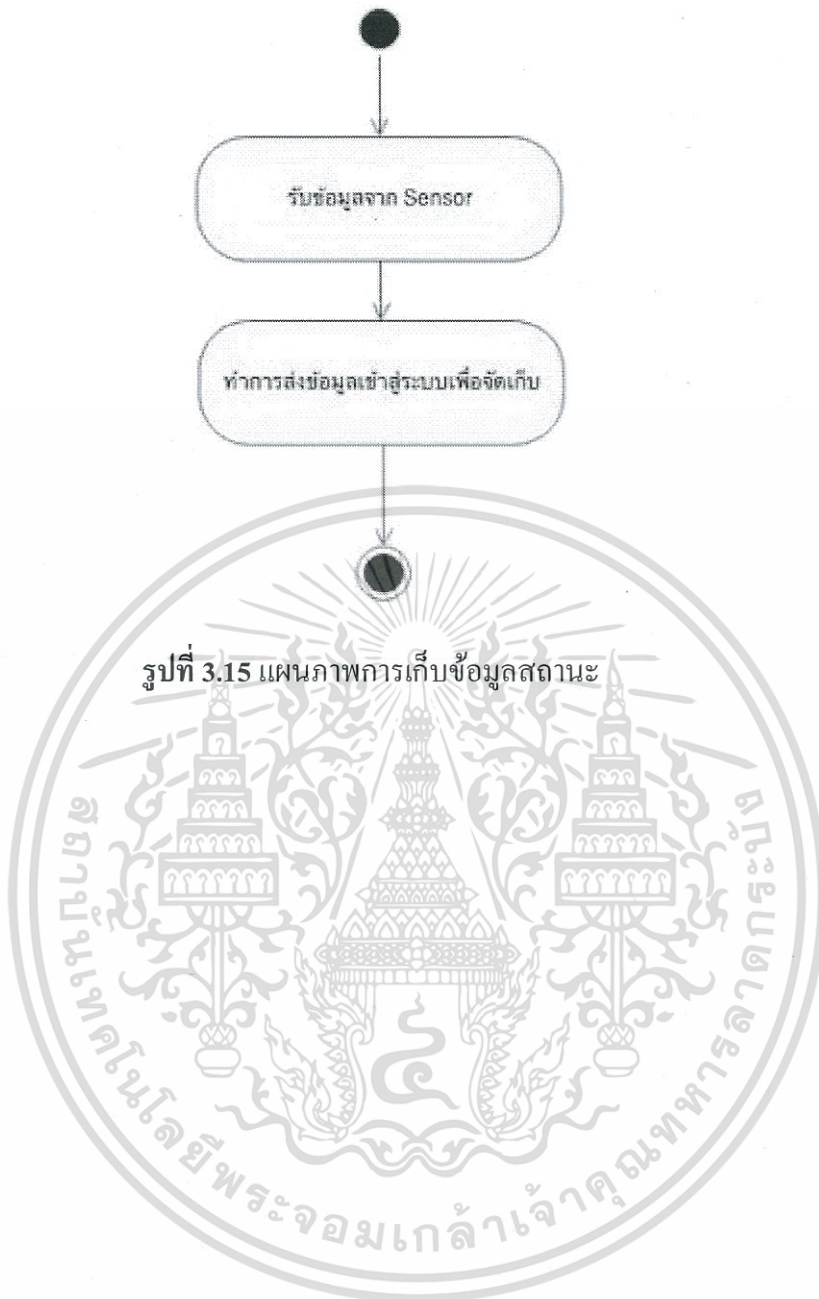 รับข้อมูลจาก Sensor
ทำการส่งข้อมูลเข้าสู่ระบบเพื่อจัดเก็บ
รูปที่ 3.15 แผนภาพการเก็บข้อมูลสถานะ
สถาบันเทคโนโลยีพระจอมเกล้าเจ้าคุณทหารลาดกระบัง